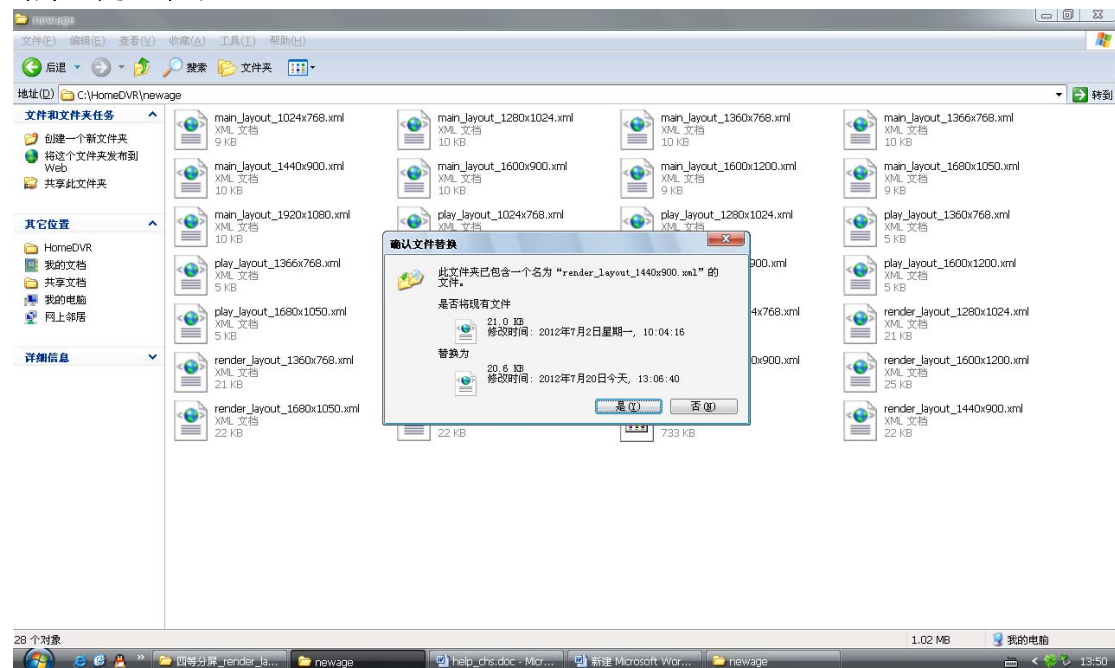 newage
文件(F) 编辑(E) 查看(V) 收藏(A) 工具(T) 帮助(H)
后退 搜索 文件夹
地址(D) C:\HomeDVR\newage 转到
文件和文件夹任务
创建一个新文件夹
将这个文件夹发布到
Web
共享此文件夹
其它位置
HomeDVR
我的文档
共享文档
我的电脑
网上邻居
详细信息
main_layout_1024x768.xml
XML 文档
9 KB
main_layout_1280x1024.xml
XML 文档
10 KB
main_layout_1360x768.xml
XML 文档
10 KB
main_layout_1366x768.xml
XML 文档
10 KB
main_layout_1440x900.xml
XML 文档
10 KB
main_layout_1600x900.xml
XML 文档
10 KB
main_layout_1600x1200.xml
XML 文档
9 KB
main_layout_1680x1050.xml
XML 文档
9 KB
main_layout_1920x1080.xml
XML 文档
10 KB
play_layout_1024x768.xml
XML 文档
play_layout_1280x1024.xml
XML 文档
play_layout_1360x768.xml
XML 文档
5 KB
play_layout_1366x768.xml
XML 文档
5 KB
900.xml
play_layout_1600x1200.xml
XML 文档
5 KB
play_layout_1680x1050.xml
XML 文档
5 KB
4x768.xml
render_layout_1280x1024.xml
XML 文档
21 KB
render_layout_1360x768.xml
XML 文档
21 KB
0x900.xml
render_layout_1600x1200.xml
XML 文档
25 KB
render_layout_1680x1050.xml
XML 文档
22 KB
22 KB
733 KB
render_layout_1440x900.xml
XML 文档
22 KB
确认文件替换
此文件夹已包含一个名为“render_layout_1440x900.xml”的
文件。
是否将现有文件
21.0 KB
修改时间: 2012年7月2日星期一, 10:04:16
替换为
20.6 KB
修改时间: 2012年7月20日今天, 13:06:40
是(Y) 否(N)
28 个对象 1.02 MB 我的电脑
四等分屏_render_la... newage help_chs.doc - Micr... 新建 Microsoft Wor... newage 13:50